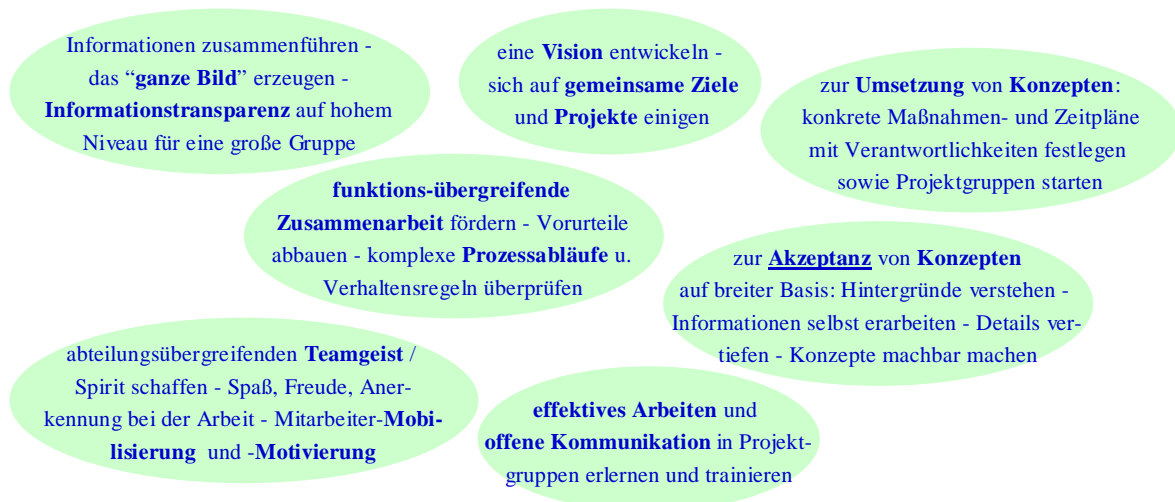 Informationen zusammenführen -
das “ganze Bild” erzeugen -
Informationstransparenz auf hohem
Niveau für eine große Gruppe
eine Vision entwickeln -
sich auf gemeinsame Ziele
und Projekte einigen
zur Umsetzung von Konzepten:
konkrete Maßnahmen- und Zeitpläne
mit Verantwortlichkeiten festlegen
sowie Projektgruppen starten
funktions-übergreifende
Zusammenarbeit fördern - Vorurteile
abbauen - komplexe Prozessabläufe u.
Verhaltensregeln überprüfen
zur Akzeptanz von Konzepten
auf breiter Basis: Hintergründe verstehen -
Informationen selbst erarbeiten - Details ver-
tiefen - Konzepte machbar machen
abteilungsübergreifenden Teamgeist /
Spirit schaffen - Spaß, Freude, Aner-
kennung bei der Arbeit - Mitarbeiter-Mobi-
lisierung und -Motivierung
effektives Arbeiten und
offene Kommunikation in Projekt-
gruppen erlernen und trainieren